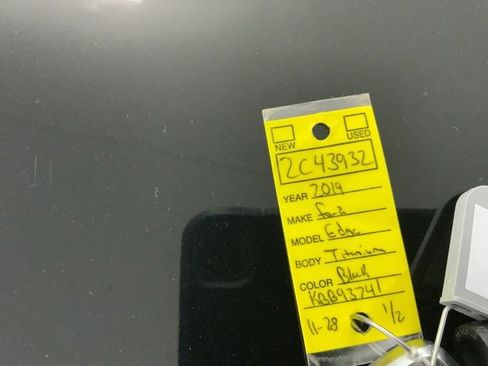 NEW USED
2C43932
YEAR 2019
MAKE Ford
MODEL Edge
BODY Titanium
COLOR Black
KBB93741
11-28 1/2